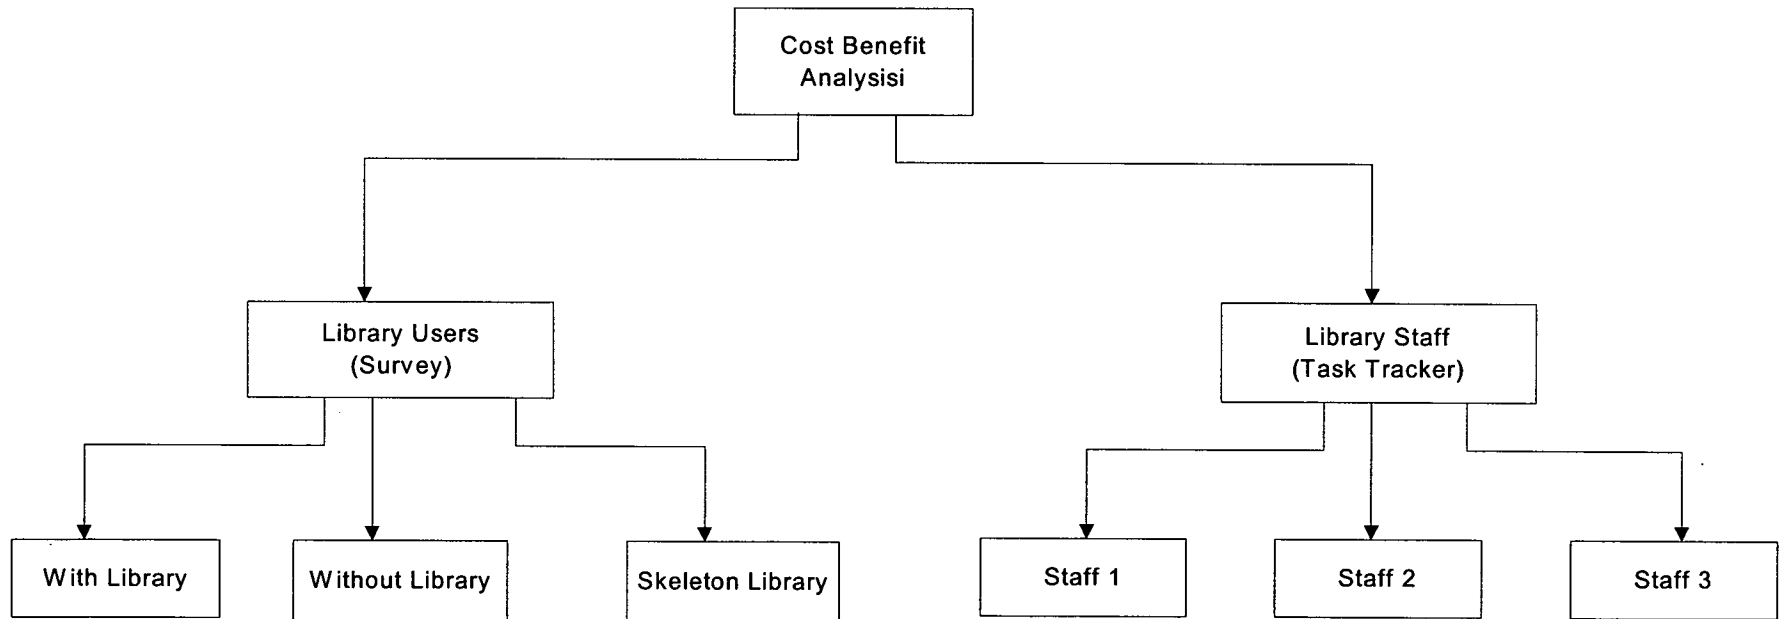 Cost Benefit
Analysisi
Library Users
(Survey)
Library Staff
(Task Tracker)
With Library
Without Library
Skeleton Library
Staff 1
Staff 2
Staff 3